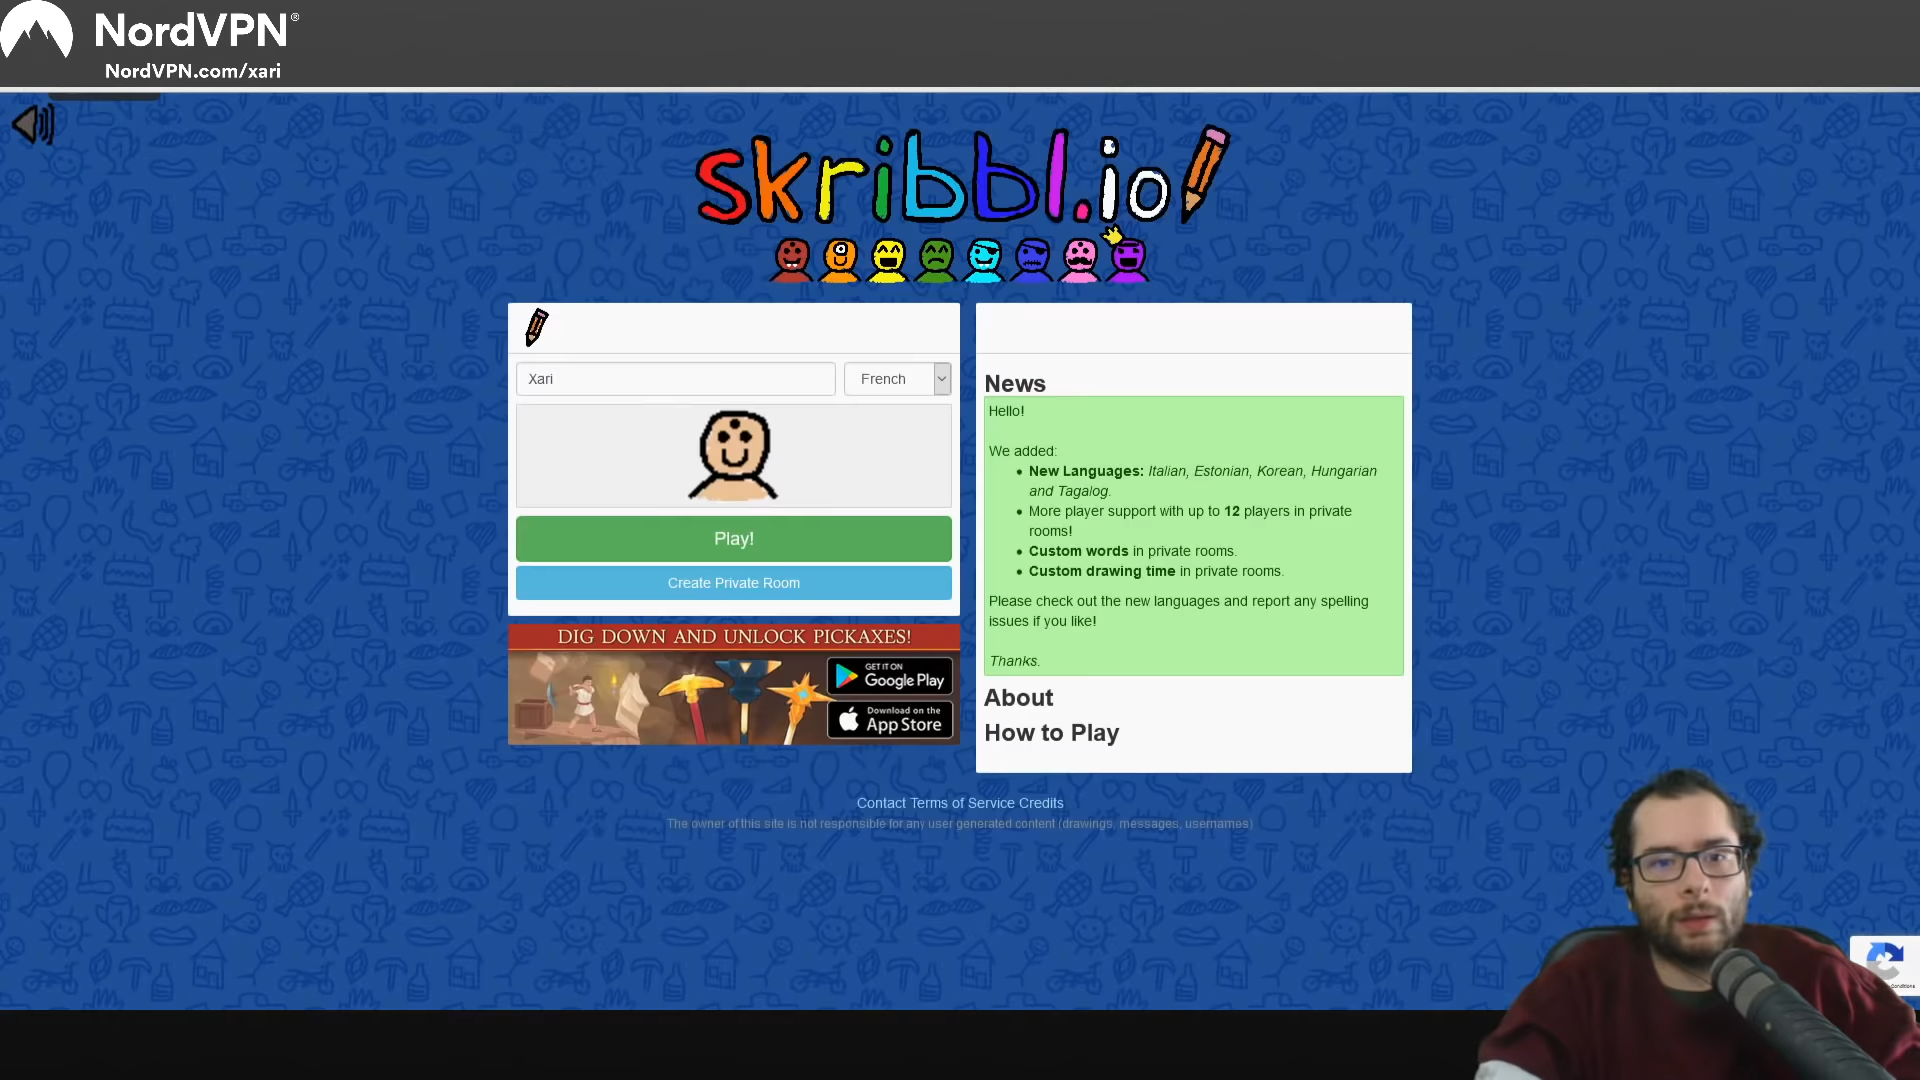 NordVPN®
NordVPN.com/xari
skribbl.io
Xari
French
Play!
Create Private Room
DIG DOWN AND UNLOCK PICKAXES!
GET IT ON
Google Play
Download on the
App Store
News
Hello!
We added:
• New Languages: Italian, Estonian, Korean, Hungarian
and Tagalog.
• More player support with up to 12 players in private
rooms!
• Custom words in private rooms.
• Custom drawing time in private rooms.
Please check out the new languages and report any spelling
issues if you like!
Thanks.
About
How to Play
Contact Terms of Service Credits
The owner of this site is not responsible for any user generated content (drawings, messages, usernames)